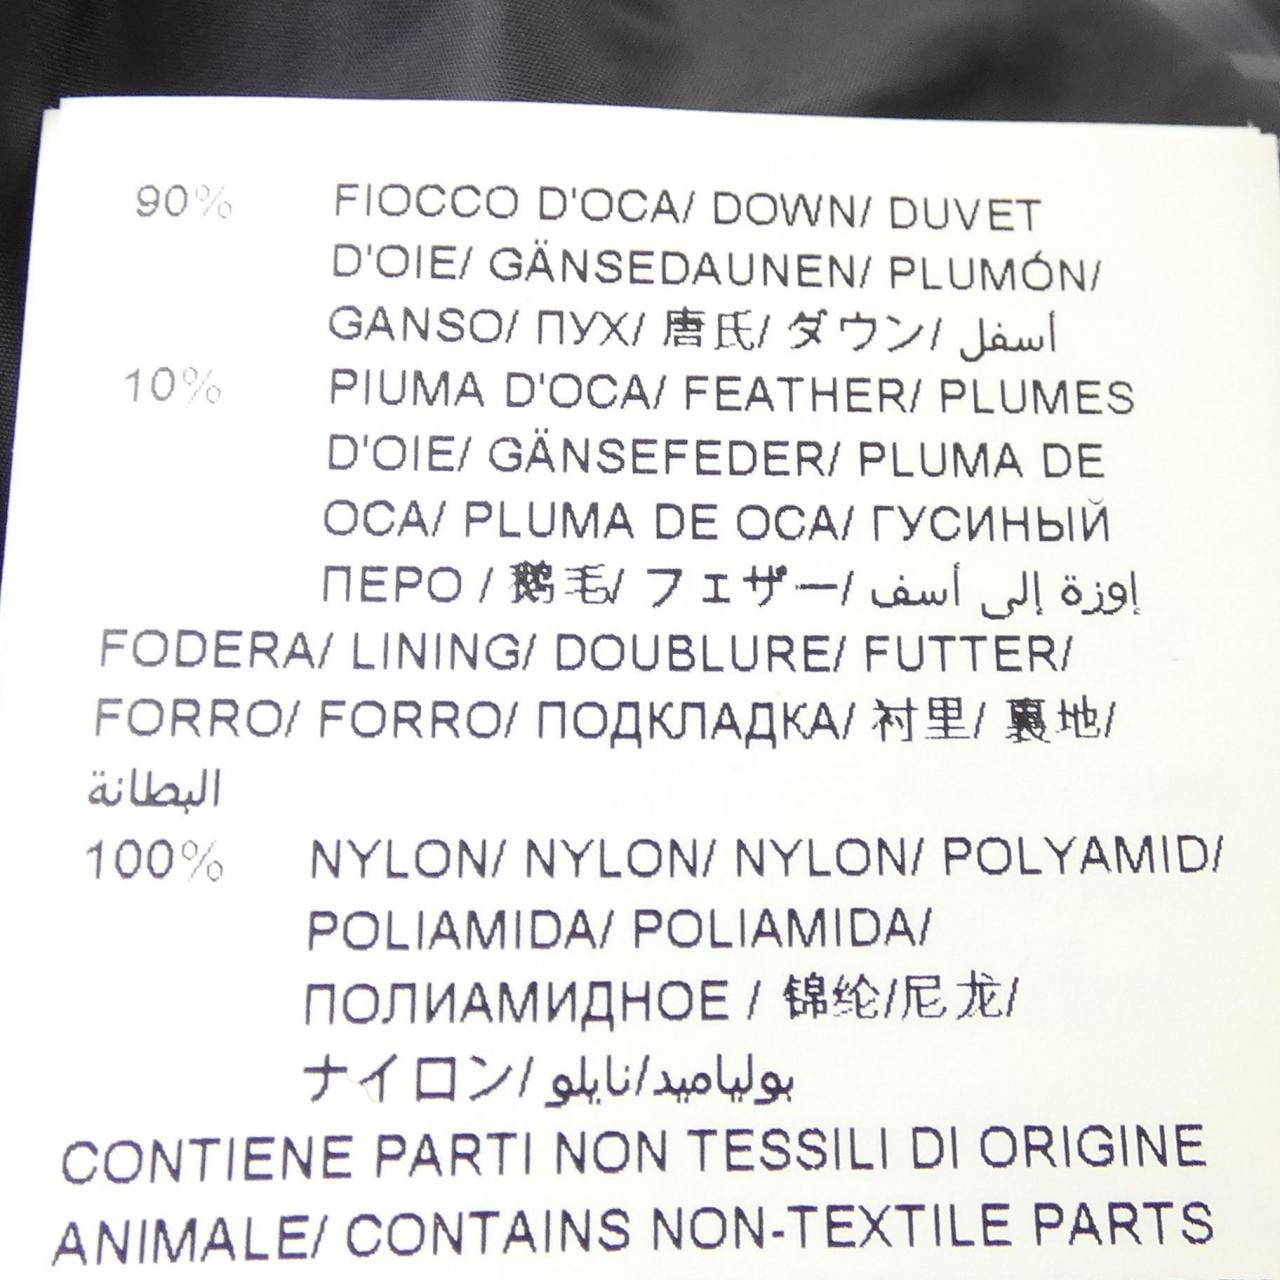 90% FIOCCO D'OCA/ DOWN/ DUVET
D'OIE/ GÄNSEDAUNEN/ PLUMÓN/
GANSO/ ПУХ/ 唐氏/ ダウン/ أسفل
10% PIUMA D'OCA/ FEATHER/ PLUMES
D'OIE/ GÄNSEFEDER/ PLUMA DE
OCA/ PLUMA DE OCA/ ГУСИНЫЙ
ПЕРО / 鹅毛/ フェザー/ إوزة إلى أسف
FODERA/ LINING/ DOUBLURE/ FUTTER/
FORRO/ FORRO/ ПОДКЛАДКА/ 衬里/ 裏地/
البطانة
100% NYLON/ NYLON/ NYLON/ POLYAMID/
POLIAMIDA/ POLIAMIDA/
ПОЛИАМИДНОЕ / 锦纶/尼龙/
ナイロン/ بولياميد/نايلو
CONTIENE PARTI NON TESSILI DI ORIGINE
ANIMALE/ CONTAINS NON-TEXTILE PARTS